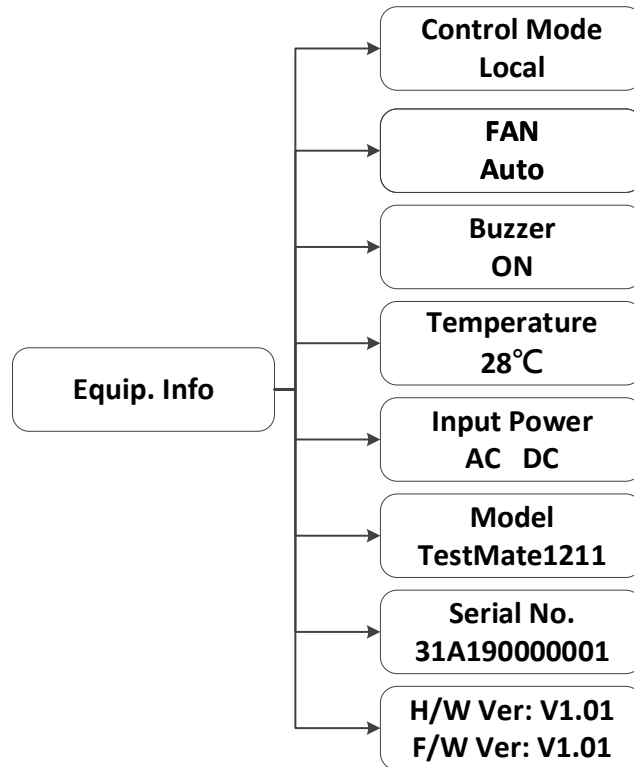 Control Mode
Local
FAN
Auto
Buzzer
ON
Temperature
28℃
Equip. Info
Input Power
AC DC
Model
TestMate1211
Serial No.
31A190000001
H/W Ver: V1.01
F/W Ver: V1.01